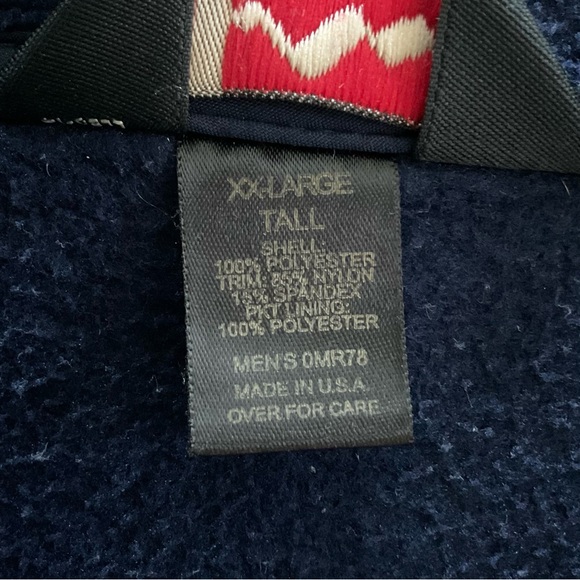 XX-LARGE
TALL
SHELL:
100% POLYESTER
TRIM: 85% NYLON
15% SPANDEX
PKT LINING:
100% POLYESTER
MEN'S 0MR78
MADE IN U.S.A.
OVER FOR CARE